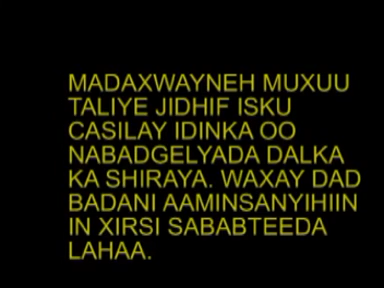 MADAXWAYNEH MUXUU
TALIYE JIDHIF ISKU
CASILAY IDINKA OO
NABADGELYADA DALKA
KA SHIRAYA. WAXAY DAD
BADANI AAMINSANYIHIIN
IN XIRSI SABABTEEDA
LAHAA.